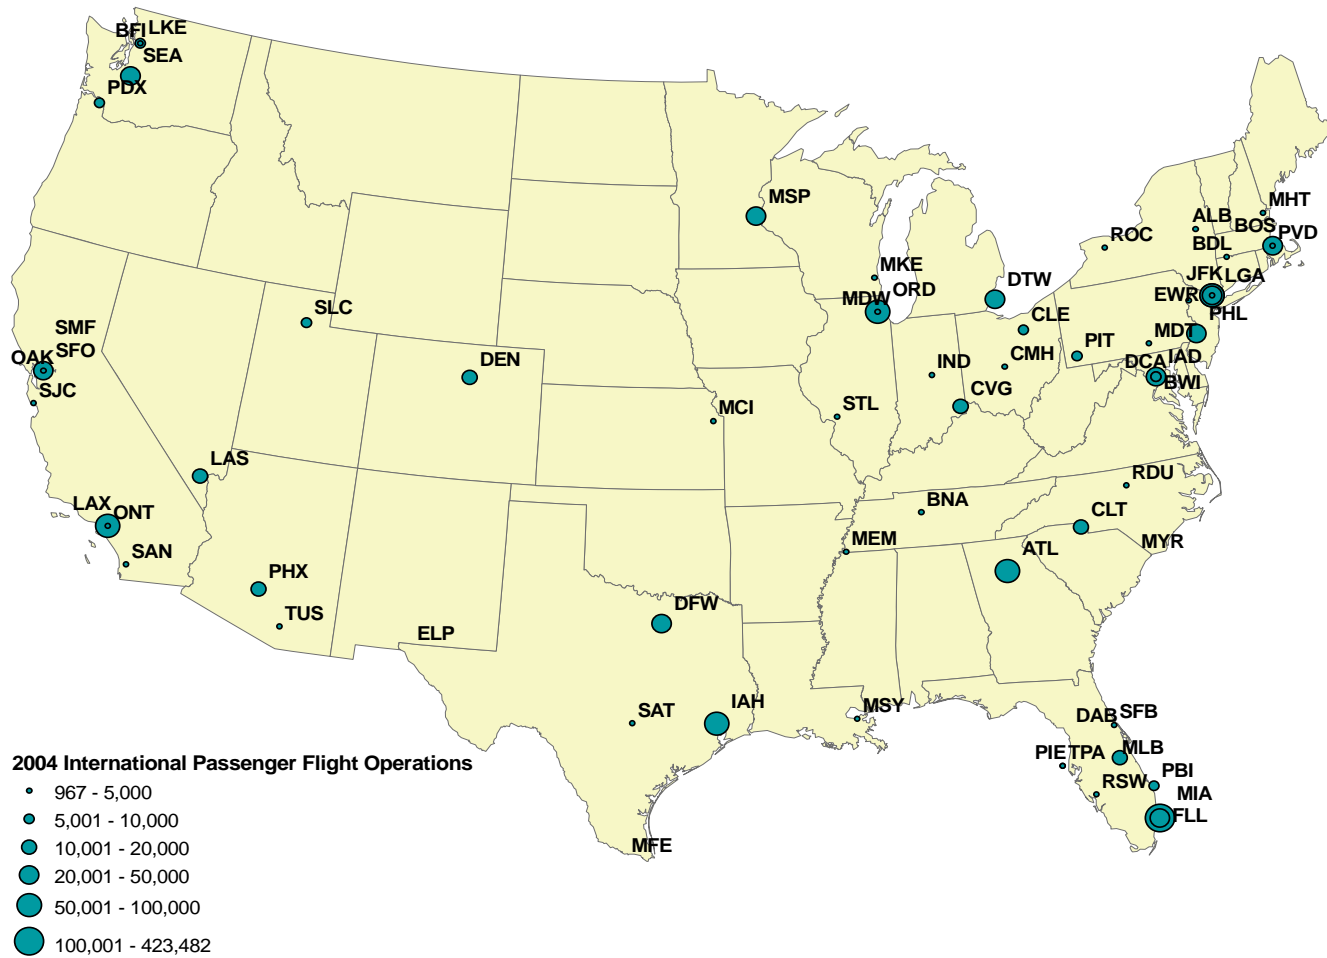 BFI LKE
SEA
PDX
MSP
MHT
ALB
BOS
PVD
ROC
BDL
MKE
ORD
DTW
JFK LGA
EWR
MDW
SLC
PHL
SMF
CLE
MDT
SFO
OAK
PIT
IAD
DCA
DEN
IND
CMH
BWI
SJC
CVG
MCI
STL
LAS
RDU
LAX
BNA
ONT
CLT
MEM
MYR
SAN
ATL
PHX
DFW
TUS
ELP
IAH
SAT
MSY
DAB SFB
PIE TPA MLB
2004 International Passenger Flight Operations
RSW
PBI
967 - 5,000
MIA
5,001 - 10,000
FLL
10,001 - 20,000
MFE
20,001 - 50,000
50,001 - 100,000
100,001 - 423,482